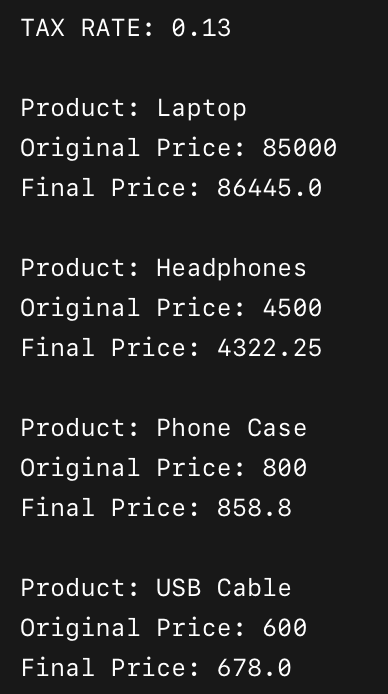 TAX RATE: 0.13
Product: Laptop
Original Price: 85000
Final Price: 86445.0
Product: Headphones
Original Price: 4500
Final Price: 4322.25
Product: Phone Case
Original Price: 800
Final Price: 858.8
Product: USB Cable
Original Price: 600
Final Price: 678.0